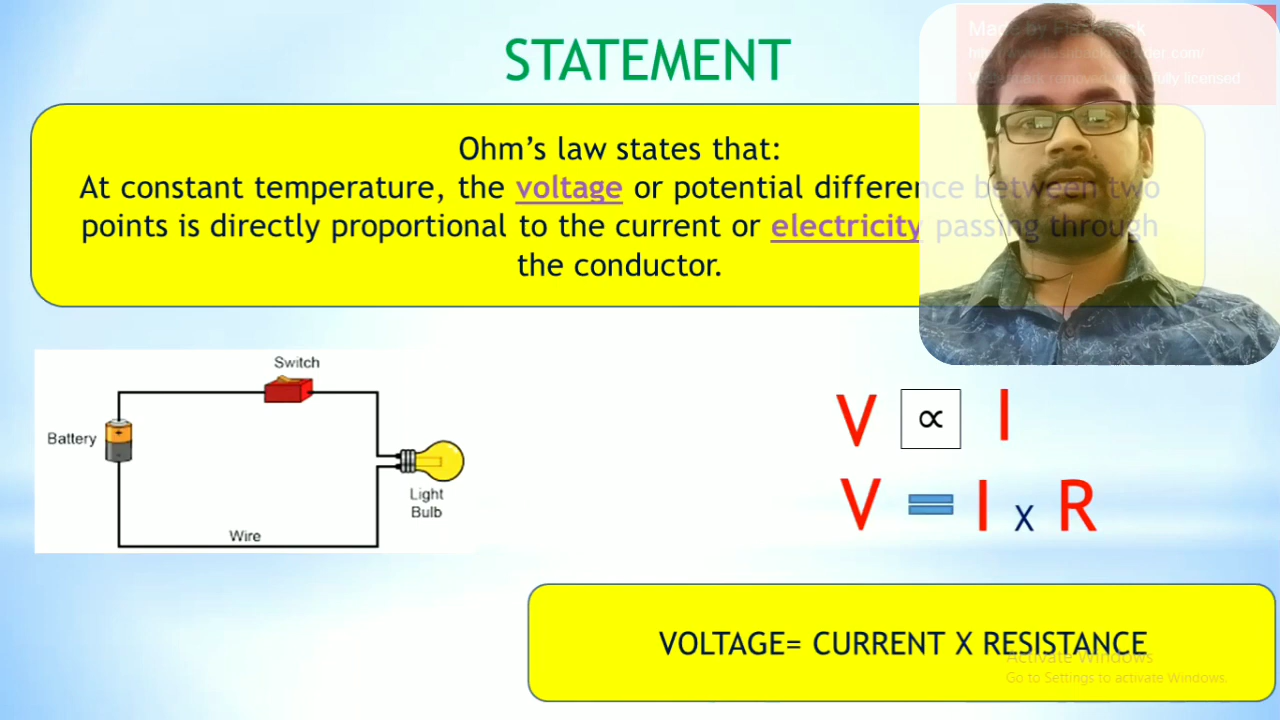 STATEMENT
Ohm's law states that:
At constant temperature, the voltage or potential difference between two
points is directly proportional to the current or electricity passing through
the conductor.
Switch
Battery
Light
Bulb
Wire
V ∝ I
V = I x R
VOLTAGE= CURRENT X RESISTANCE
Activate Windows
Go to Settings to activate Windows.